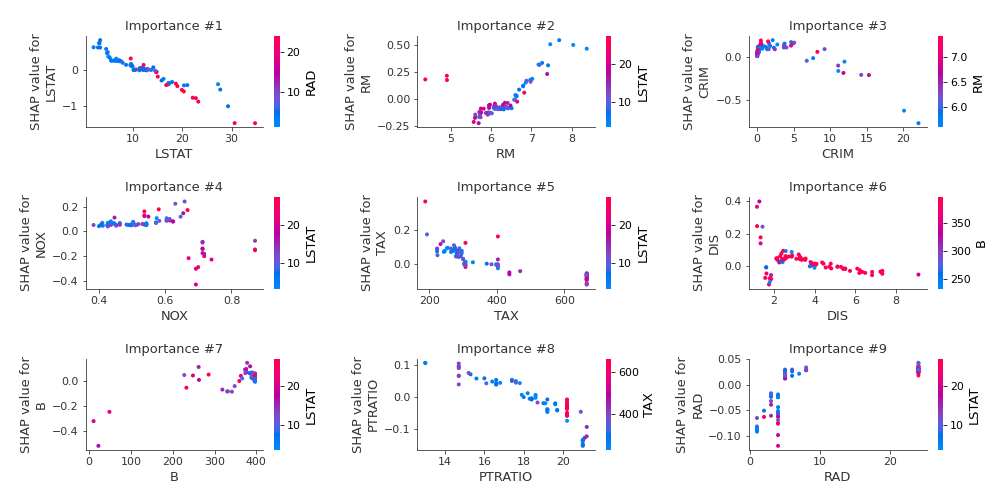 Importance #1
Importance #2
Importance #3
SHAP value for
LSTAT
0
−1
10
20
30
LSTAT
20
10
RAD
SHAP value for
RM
0.50
0.25
0.00
−0.25
5
6
7
8
RM
20
10
LSTAT
SHAP value for
CRIM
0.0
−0.5
0
5
10
15
20
CRIM
7.0
6.5
6.0
RM
Importance #4
Importance #5
Importance #6
SHAP value for
NOX
0.2
0.0
−0.2
−0.4
0.4
0.6
0.8
NOX
20
10
LSTAT
SHAP value for
TAX
0.2
0.0
200
400
600
TAX
20
10
LSTAT
SHAP value for
DIS
0.4
0.2
0.0
2
4
6
8
DIS
350
300
250
B
Importance #7
Importance #8
Importance #9
SHAP value for
B
0.0
−0.2
−0.4
0
100
200
300
400
B
20
10
LSTAT
SHAP value for
PTRATIO
0.1
0.0
−0.1
14
16
18
20
PTRATIO
600
400
TAX
SHAP value for
RAD
0.05
0.00
−0.05
−0.10
0
10
20
RAD
20
10
LSTAT